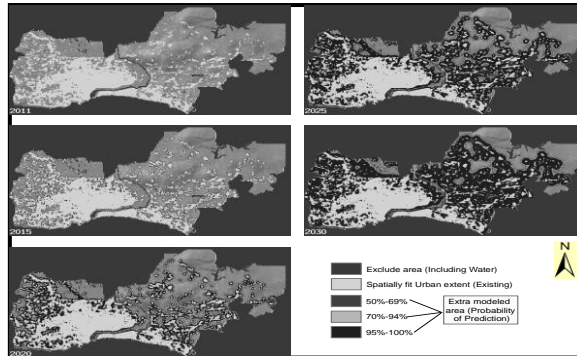 2011
2025
2015
2030
2020
N
Exclude area (Including Water)
Spatially fit Urban extent (Existing)
50%-69%
70%-94%
95%-100%
Extra modeled
area (Probability
of Prediction)